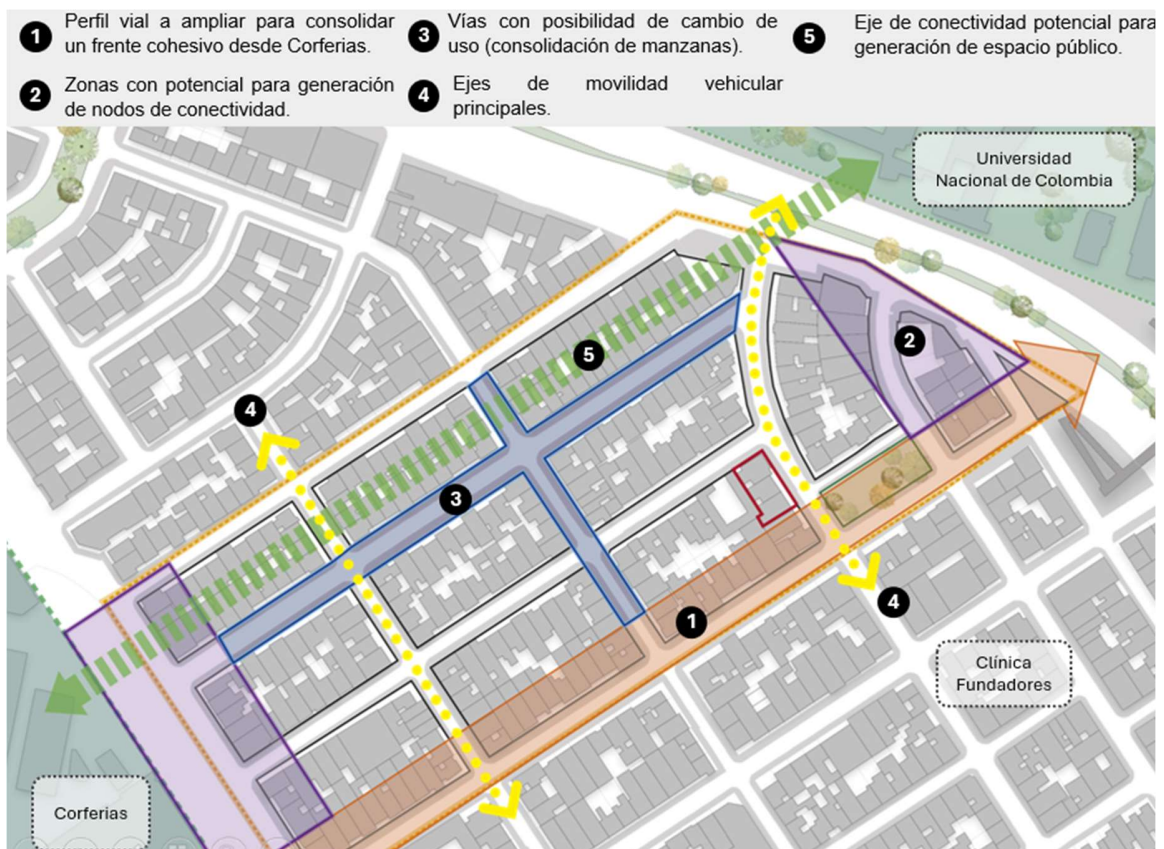 1 Perfil vial a ampliar para consolidar
un frente cohesivo desde Corferias.
2 Zonas con potencial para generación
de nodos de conectividad.
3 Vías con posibilidad de cambio de
uso (consolidación de manzanas).
4 Ejes de movilidad vehicular
principales.
5 Eje de conectividad potencial para
generación de espacio público.
Universidad
Nacional de Colombia
2
5
4
3
4
1
Clínica
Fundadores
Corferias